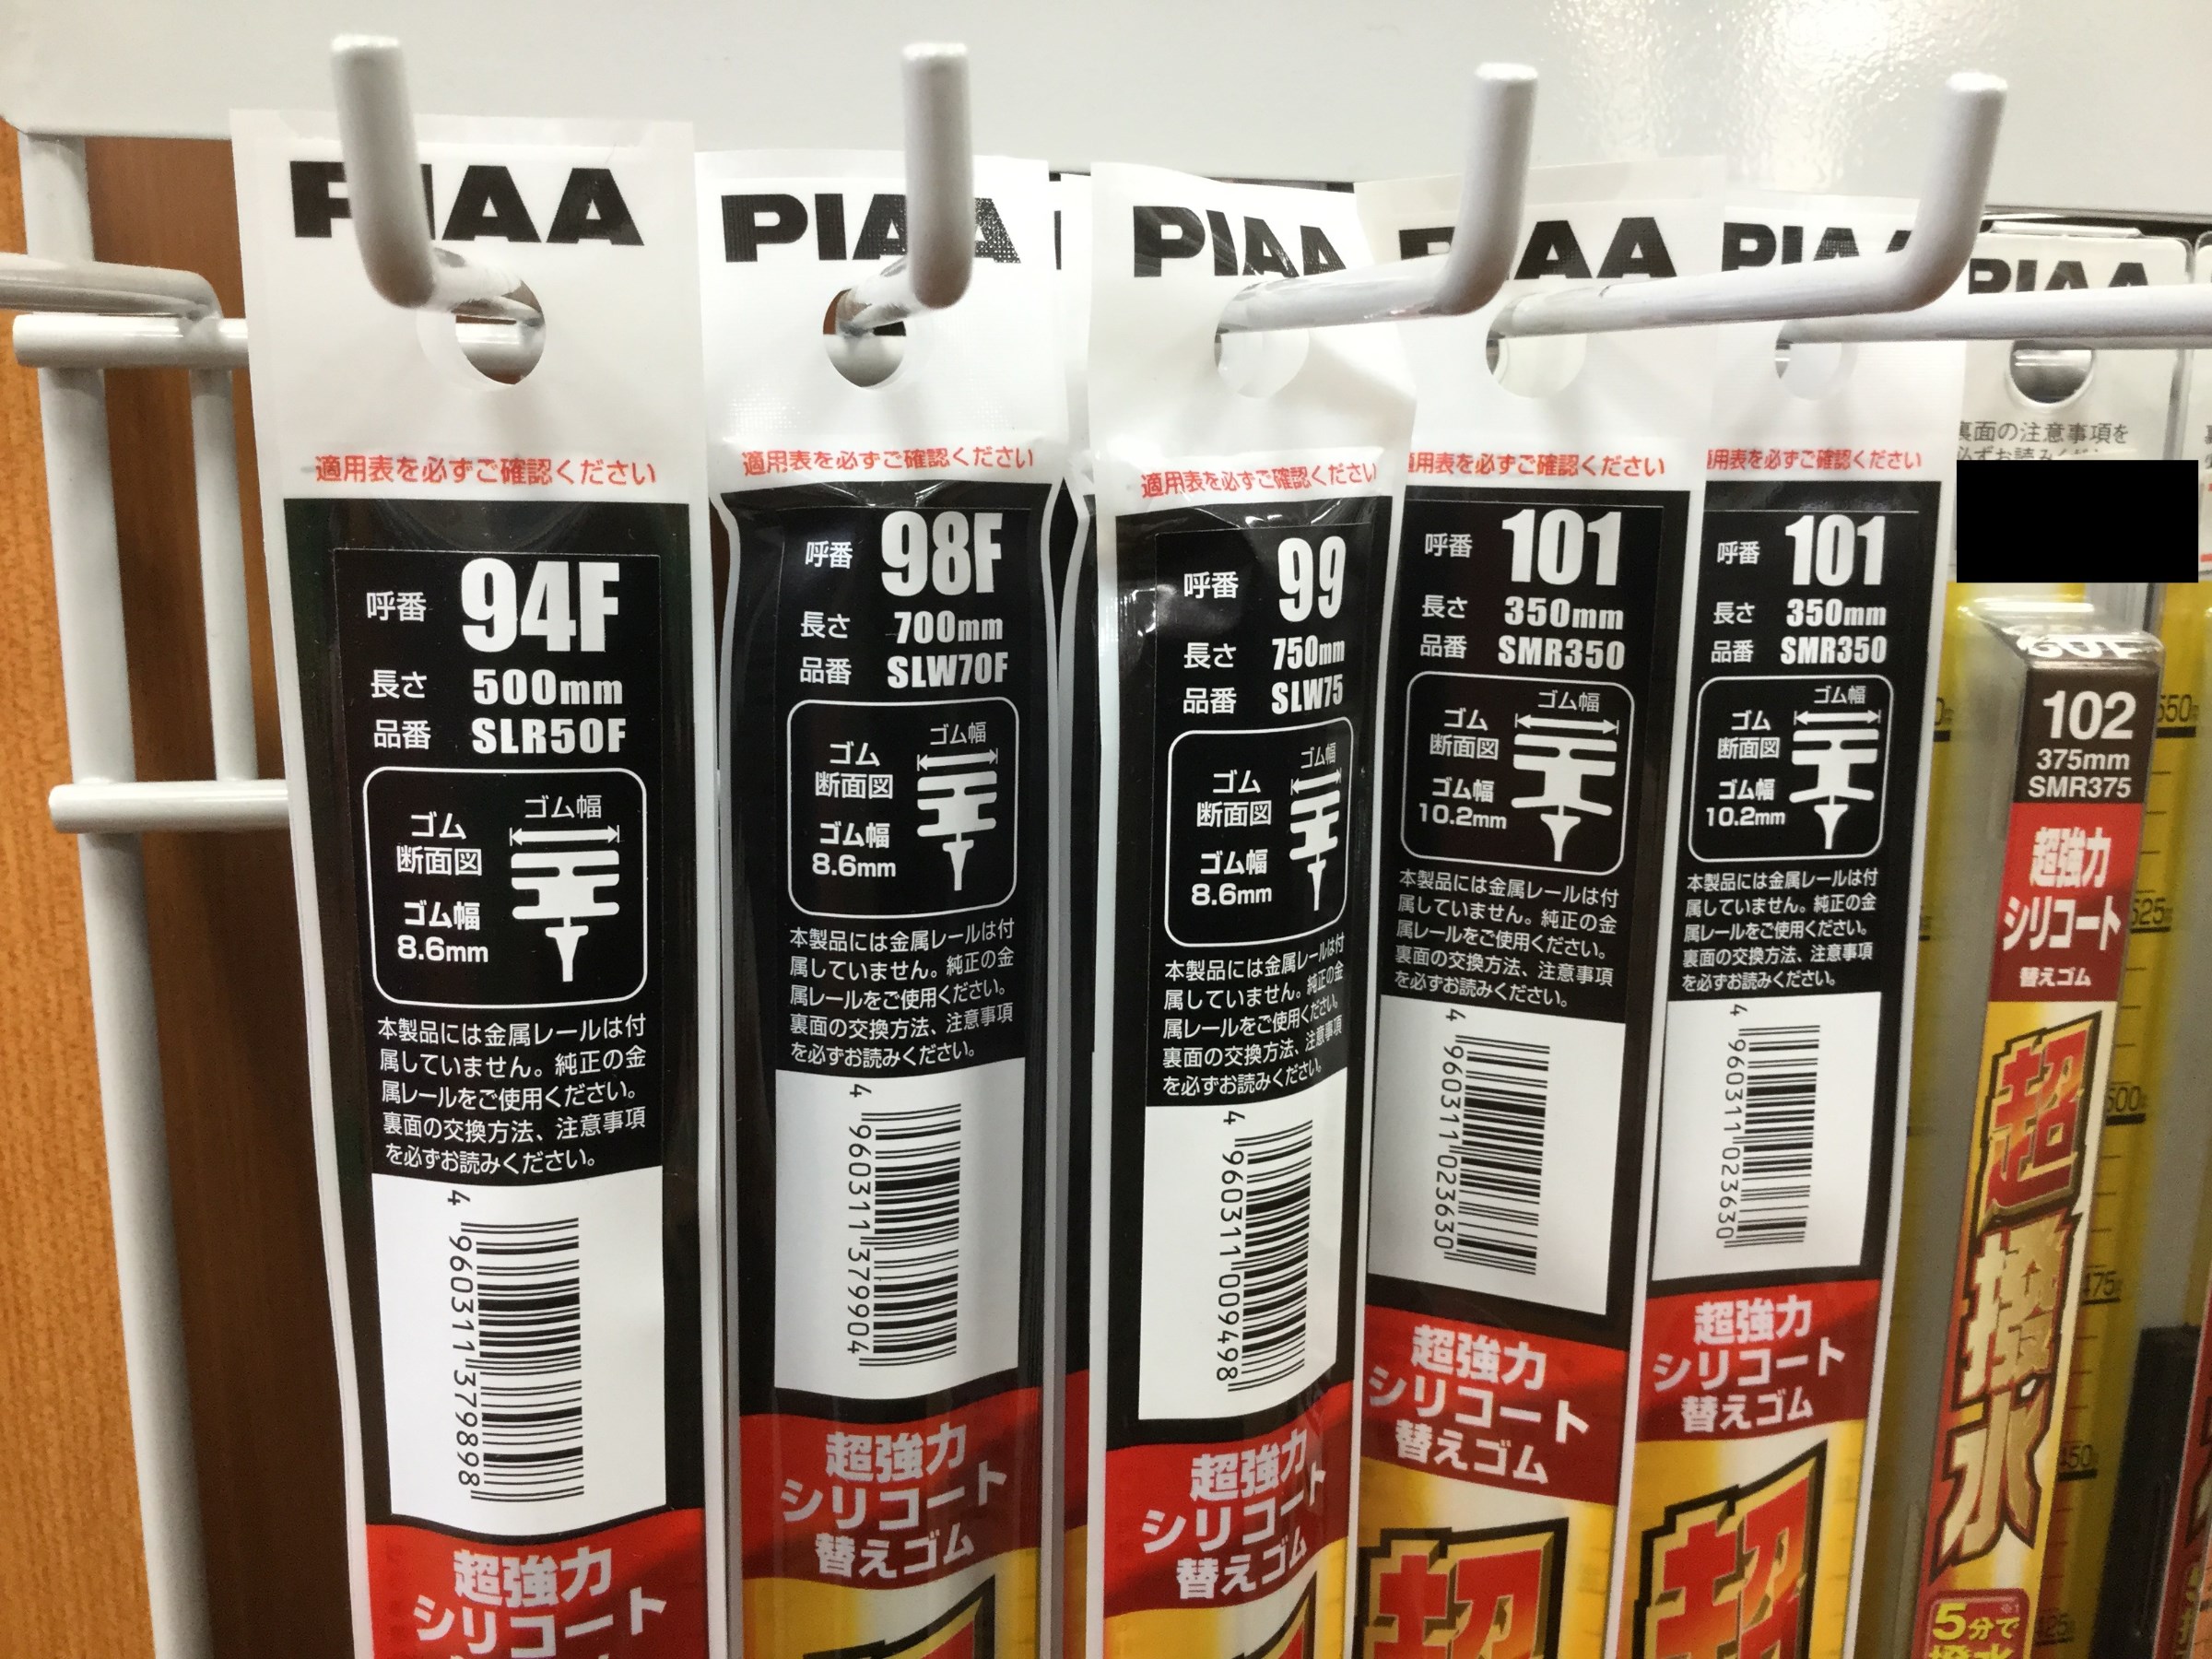 PIAA
適用表を必ずご確認ください
呼番 94F
長さ 500mm
品番 SLR50F
ゴム幅
ゴム
断面図
ゴム幅
8.6mm
本製品には金属レールは付
属していません。純正の金
属レールをご使用ください。
裏面の交換方法、注意事項
を必ずお読みください。
4 960311 379898
超強力
シリコート
PIAA
適用表を必ずご確認ください
呼番 98F
長さ 700mm
品番 SLW70F
ゴム幅
ゴム
断面図
ゴム幅
8.6mm
本製品には金属レールは付
属していません。純正の金
属レールをご使用ください。
裏面の交換方法、注意事項
を必ずお読みください。
4 960311 379904
超強力
シリコート
替えゴム
PIAA
適用表を必ずご確認ください
呼番 99
長さ 750mm
品番 SLW75
ゴム幅
ゴム
断面図
ゴム幅
8.6mm
本製品には金属レールは付
属していません。純正の金
属レールをご使用ください。
裏面の交換方法、注意事項
を必ずお読みください。
4 960311 009498
超強力
シリコート
替えゴム
PIAA
用表を必ずご確認ください
呼番 101
長さ 350mm
品番 SMR350
ゴム幅
ゴム
断面図
ゴム幅
10.2mm
本製品には金属レールは付
属していません。純正の金
属レールをご使用ください。
裏面の交換方法、注意事項
を必ずお読みください。
4 960311 023630
超強力
シリコート
替えゴム
超
PIAA
用表を必ずご確認ください
呼番 101
長さ 350mm
品番 SMR350
ゴム幅
ゴム
断面図
ゴム幅
10.2mm
本製品には金属レールは付
属していません。純正の金
属レールをご使用ください。
裏面の交換方法、注意事項
を必ずお読みください。
4 960311 023630
超強力
シリコート
替えゴム
超
PIAA
裏面の注意事項を
102
375mm
SMR375
超強力
シリコート
替えゴム
超撥水
5分で
550
525
500
475
450